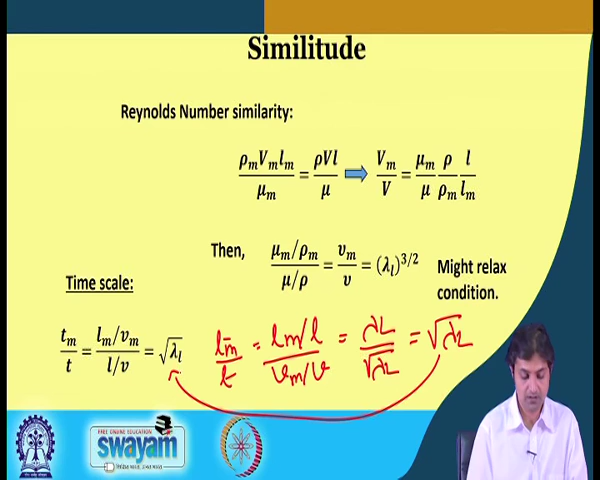 Similitude
Reynolds Number similarity:
ρₘVₘlₘ/μₘ = ρVl/μ ⇒ Vₘ/V = μₘ/μ ρ/ρₘ l/lₘ
Then, (μₘ/ρₘ)/(μ/ρ) = υₘ/υ = (λₗ)^3/2 Might relax condition.
Time scale:
tₘ/t = (lₘ/vₘ)/(l/v) = √λₗ
tm/t = (lm/l)/(vm/v) = λL/√λL = √λL
FREE ONLINE EDUCATION
swayam